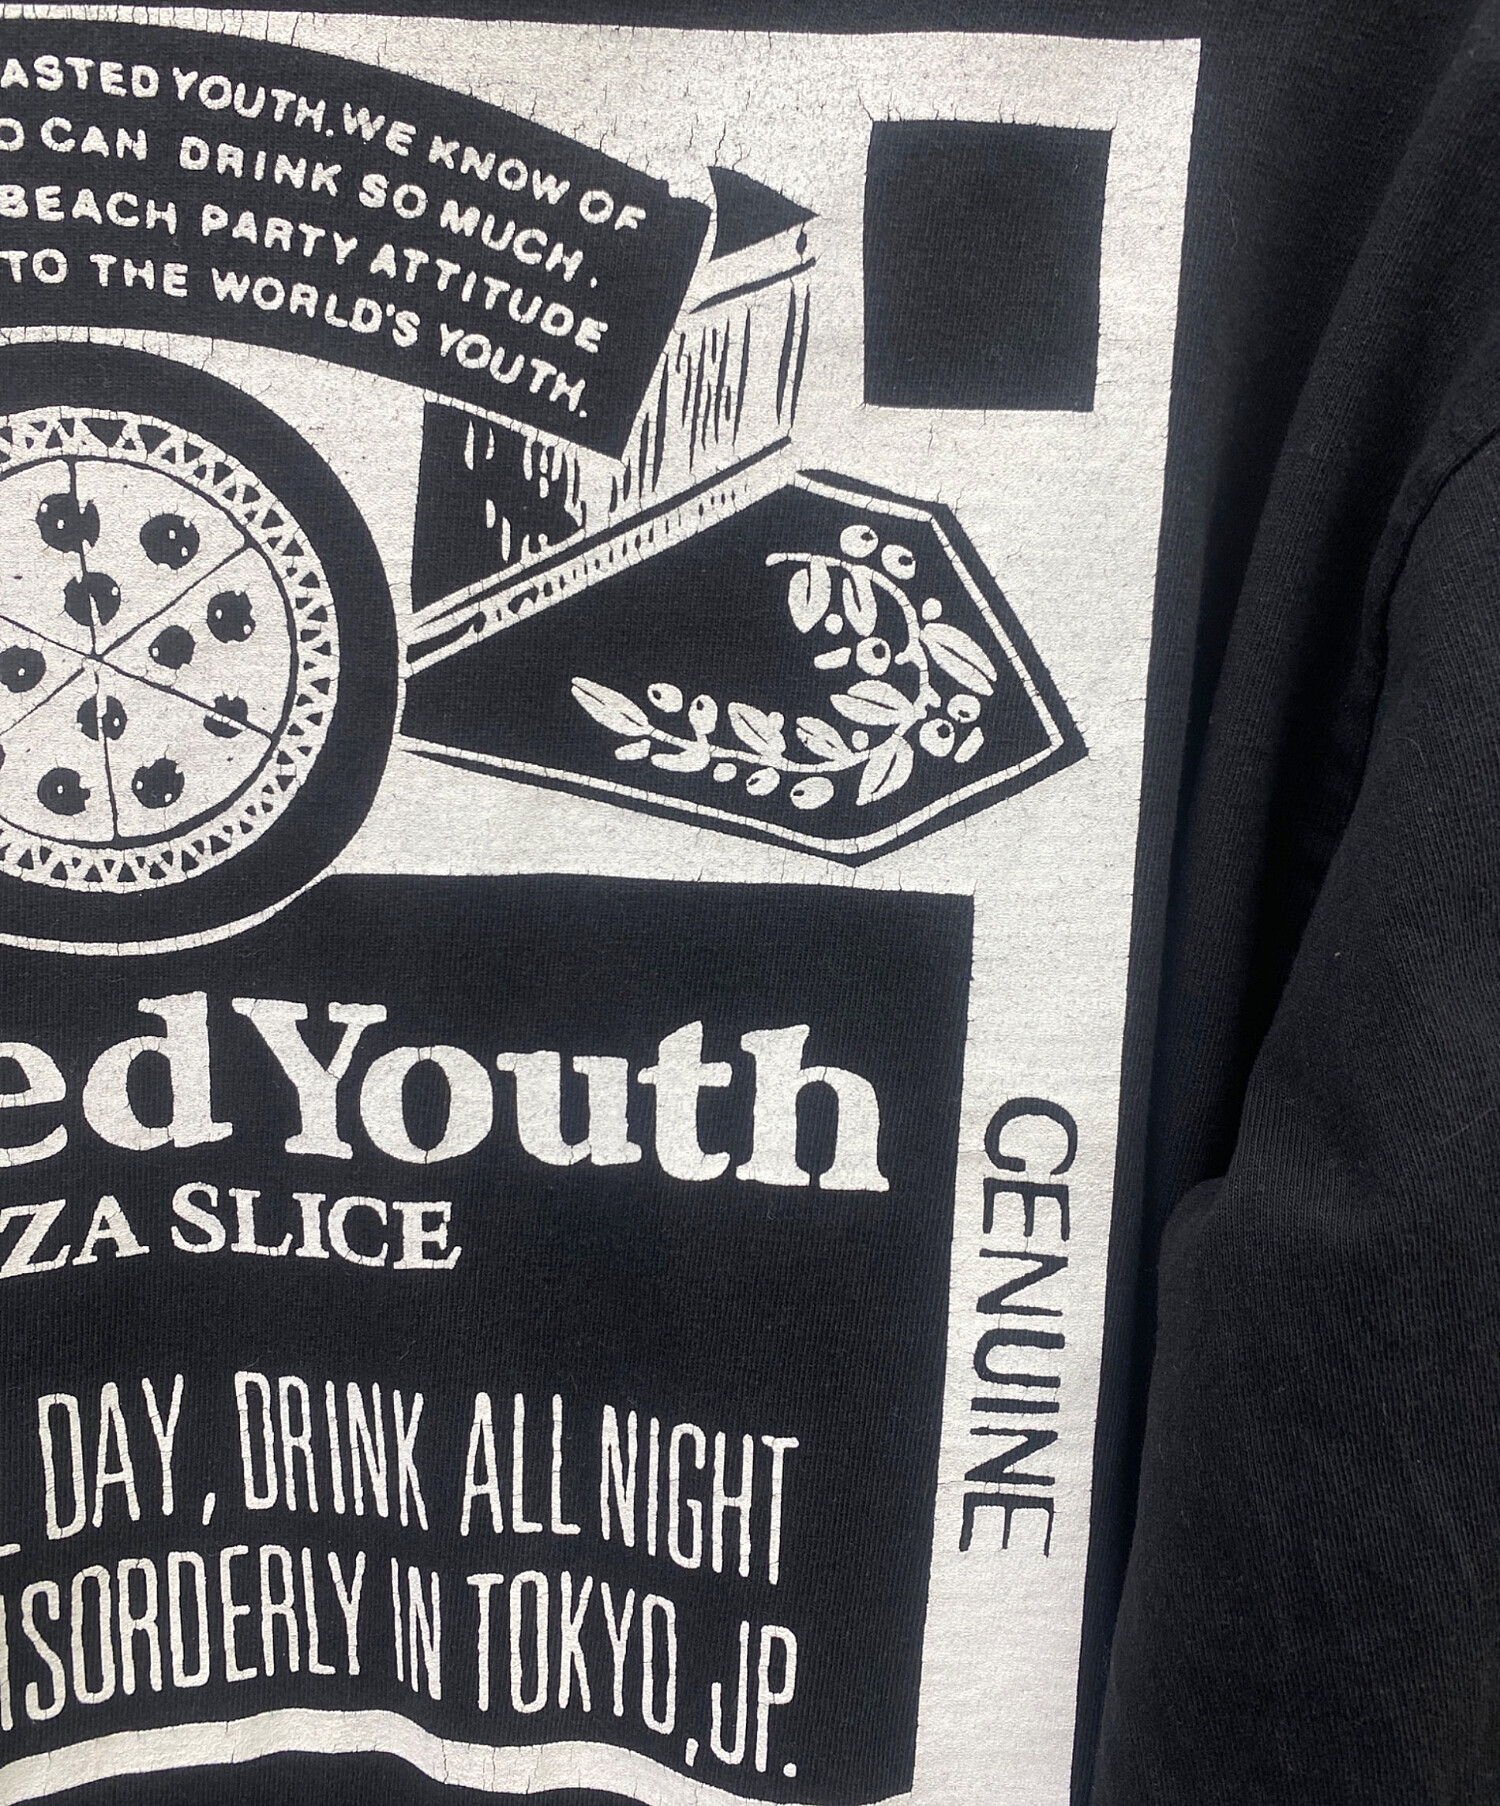 ASTED YOUTH. WE KNOW OF
O CAN DRINK SO MUCH.
BEACH PARTY ATTITUDE
TO THE WORLD'S YOUTH.
edYouth
ZZA SLICE
DAY, DRINK ALL NIGHT
ISORDERLY IN TOKYO, JP.
GENUINE